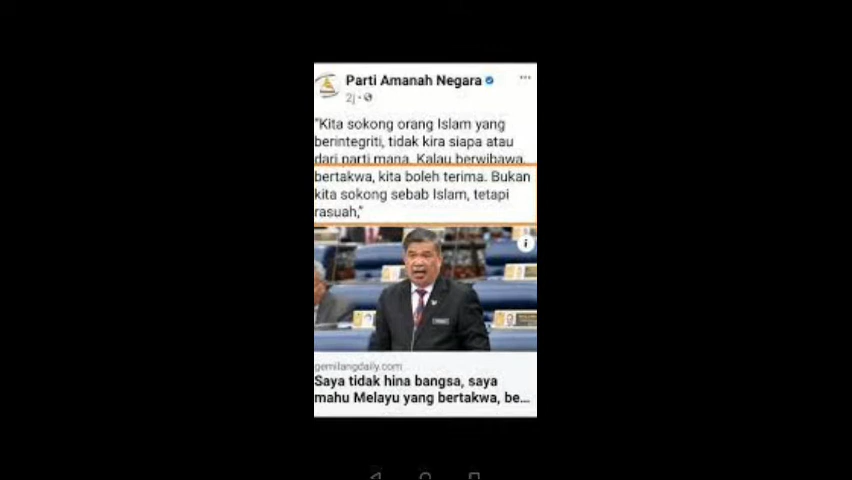 Parti Amanah Negara
2j
"Kita sokong orang Islam yang
berintegriti, tidak kira siapa atau
dari parti mana. Kalau berwibawa,
bertakwa, kita boleh terima. Bukan
kita sokong sebab Islam, tetapi
rasuah,"
gemilangdaily.com
Saya tidak hina bangsa, saya
mahu Melayu yang bertakwa, be...